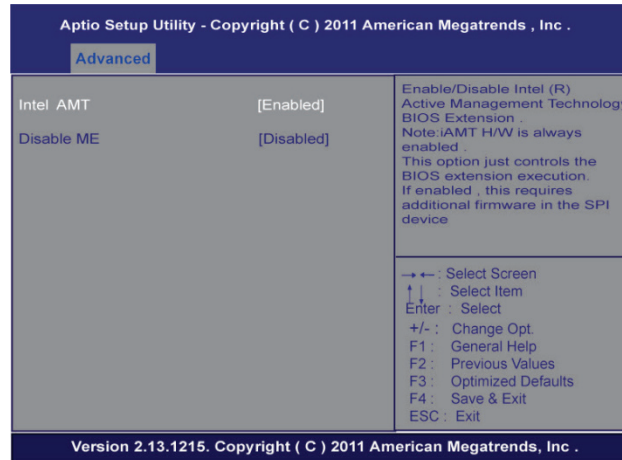 Aptio Setup Utility - Copyright ( C ) 2011 American Megatrends , Inc .
Advanced
Intel AMT [Enabled]
Disable ME [Disabled]
Enable/Disable Intel (R)
Active Management Technolog
BIOS Extension .
Note:iAMT H/W is always
enabled .
This option just controls the
BIOS extension execution.
If enabled , this requires
additional firmware in the SPI
device
→ ← : Select Screen
↑↓ : Select Item
Enter : Select
+/- : Change Opt.
F1 : General Help
F2 : Previous Values
F3 : Optimized Defaults
F4 : Save & Exit
ESC : Exit
Version 2.13.1215. Copyright ( C ) 2011 American Megatrends, Inc .